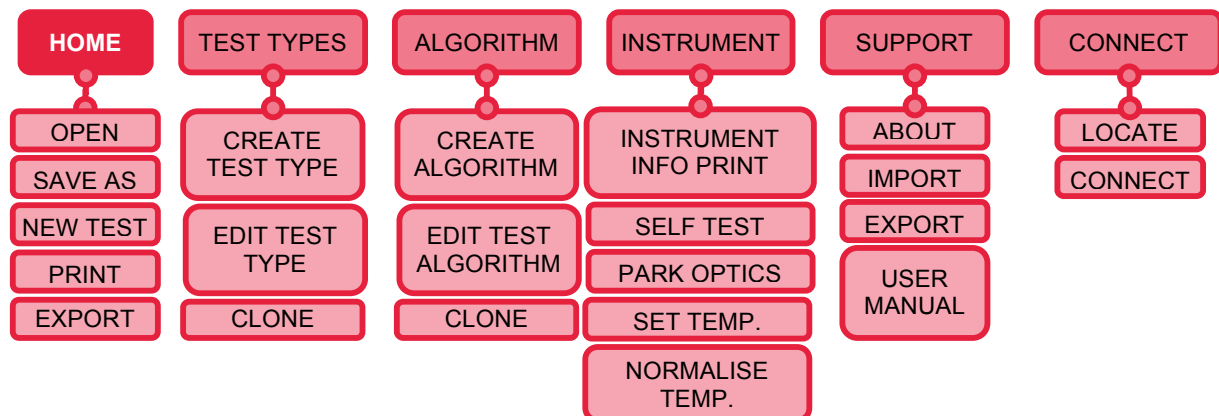 HOME
OPEN
SAVE AS
NEW TEST
PRINT
EXPORT
TEST TYPES
CREATE
TEST TYPE
EDIT TEST
TYPE
CLONE
ALGORITHM
CREATE
ALGORITHM
EDIT TEST
ALGORITHM
CLONE
INSTRUMENT
INSTRUMENT
INFO PRINT
SELF TEST
PARK OPTICS
SET TEMP.
NORMALISE
TEMP.
SUPPORT
ABOUT
IMPORT
EXPORT
USER
MANUAL
CONNECT
LOCATE
CONNECT